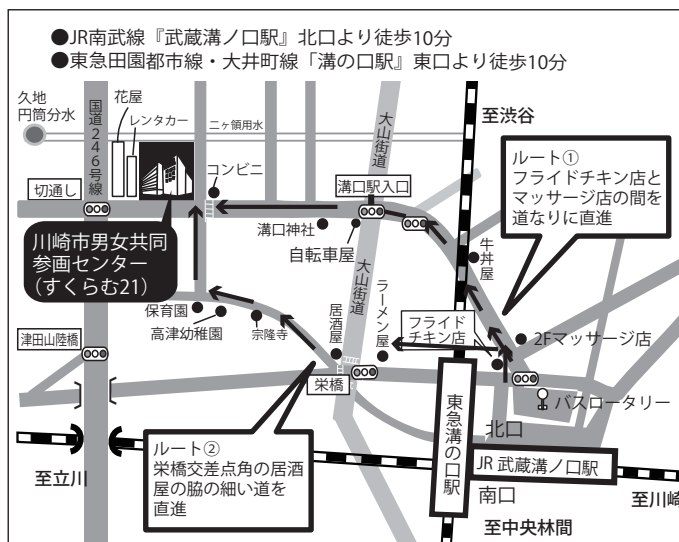 ●JR南武線『武蔵溝ノ口駅』北口より徒歩10分
●東急田園都市線・大井町線「溝の口駅」東口より徒歩10分
久地
円筒分水
国道246号線
花屋
レンタカー
二ヶ領用水
大山街道
至渋谷
コンビニ
切通し
溝口駅入口
ルート①
フライドチキン店と
マッサージ店の間を
道なりに直進
川崎市男女共同
参画センター
(すくらむ21)
溝口神社
自転車屋
牛丼屋
大山街道
保育園
高津幼稚園
宗隆寺
居酒屋
ラーメン屋
フライド
チキン店
2Fマッサージ店
津田山陸橋
栄橋
バスロータリー
東急溝の口駅
北口
ルート②
栄橋交差点角の居酒
屋の脇の細い道を
直進
JR 武蔵溝ノ口駅
至立川
南口
至川崎
至中央林間